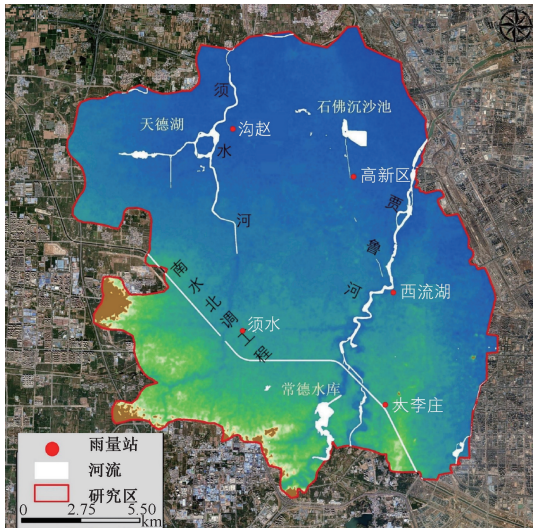 须水河
天德湖
石佛沉沙池
沟赵
高新区
贾鲁河
南水北调工程
西流湖
须水
常德水库
大李庄
雨量站
河流
研究区
0 2.75 5.50
km